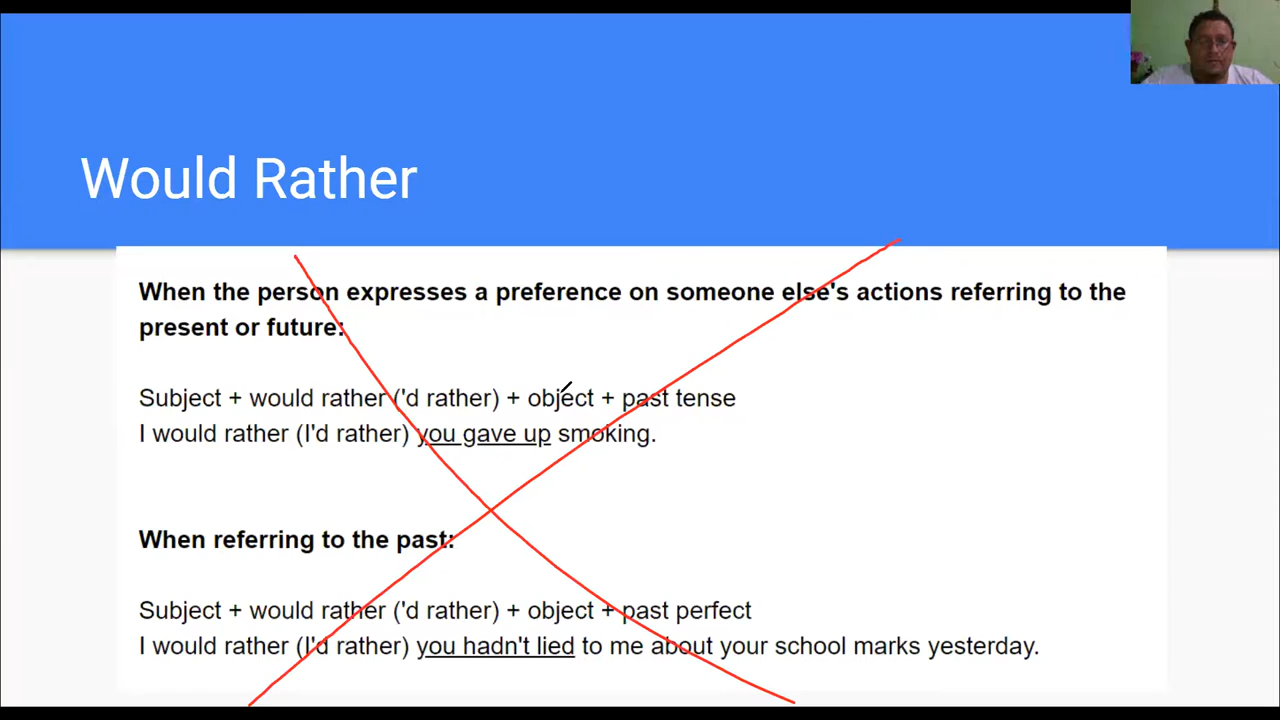 Would Rather
When the person expresses a preference on someone else's actions referring to the
present or future:
Subject + would rather ('d rather) + object + past tense
I would rather (I'd rather) you gave up smoking.
When referring to the past:
Subject + would rather ('d rather) + object + past perfect
I would rather (I'd rather) you hadn't lied to me about your school marks yesterday.